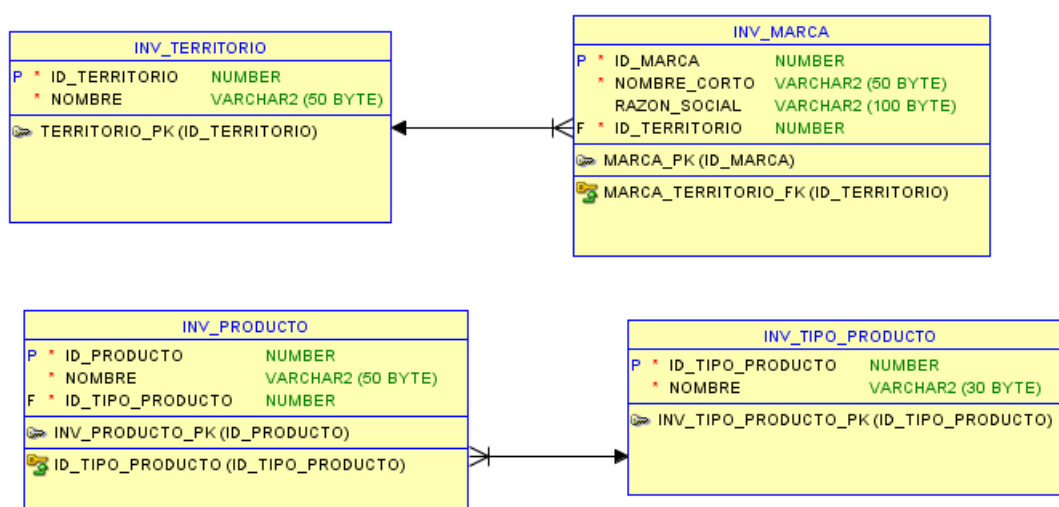 INV_TERRITORIO
P * ID_TERRITORIO NUMBER
* NOMBRE VARCHAR2 (50 BYTE)
TERRITORIO_PK (ID_TERRITORIO)
INV_MARCA
P * ID_MARCA NUMBER
* NOMBRE_CORTO VARCHAR2 (50 BYTE)
RAZON_SOCIAL VARCHAR2 (100 BYTE)
F * ID_TERRITORIO NUMBER
MARCA_PK (ID_MARCA)
MARCA_TERRITORIO_FK (ID_TERRITORIO)
INV_PRODUCTO
P * ID_PRODUCTO NUMBER
* NOMBRE VARCHAR2 (50 BYTE)
F * ID_TIPO_PRODUCTO NUMBER
INV_PRODUCTO_PK (ID_PRODUCTO)
ID_TIPO_PRODUCTO (ID_TIPO_PRODUCTO)
INV_TIPO_PRODUCTO
P * ID_TIPO_PRODUCTO NUMBER
* NOMBRE VARCHAR2 (30 BYTE)
INV_TIPO_PRODUCTO_PK (ID_TIPO_PRODUCTO)